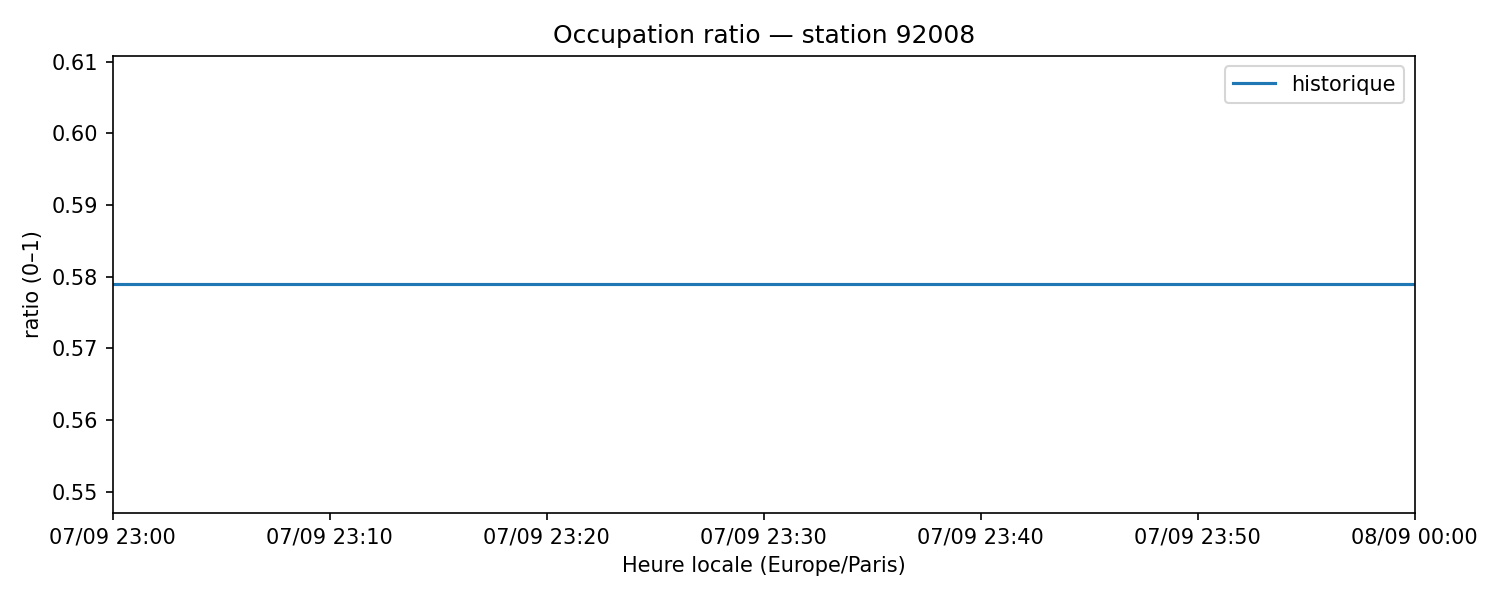 Occupation ratio — station 92008
historique
ratio (0–1)
0.61
0.60
0.59
0.58
0.57
0.56
0.55
07/09 23:00 07/09 23:10 07/09 23:20 07/09 23:30 07/09 23:40 07/09 23:50 08/09 00:00
Heure locale (Europe/Paris)